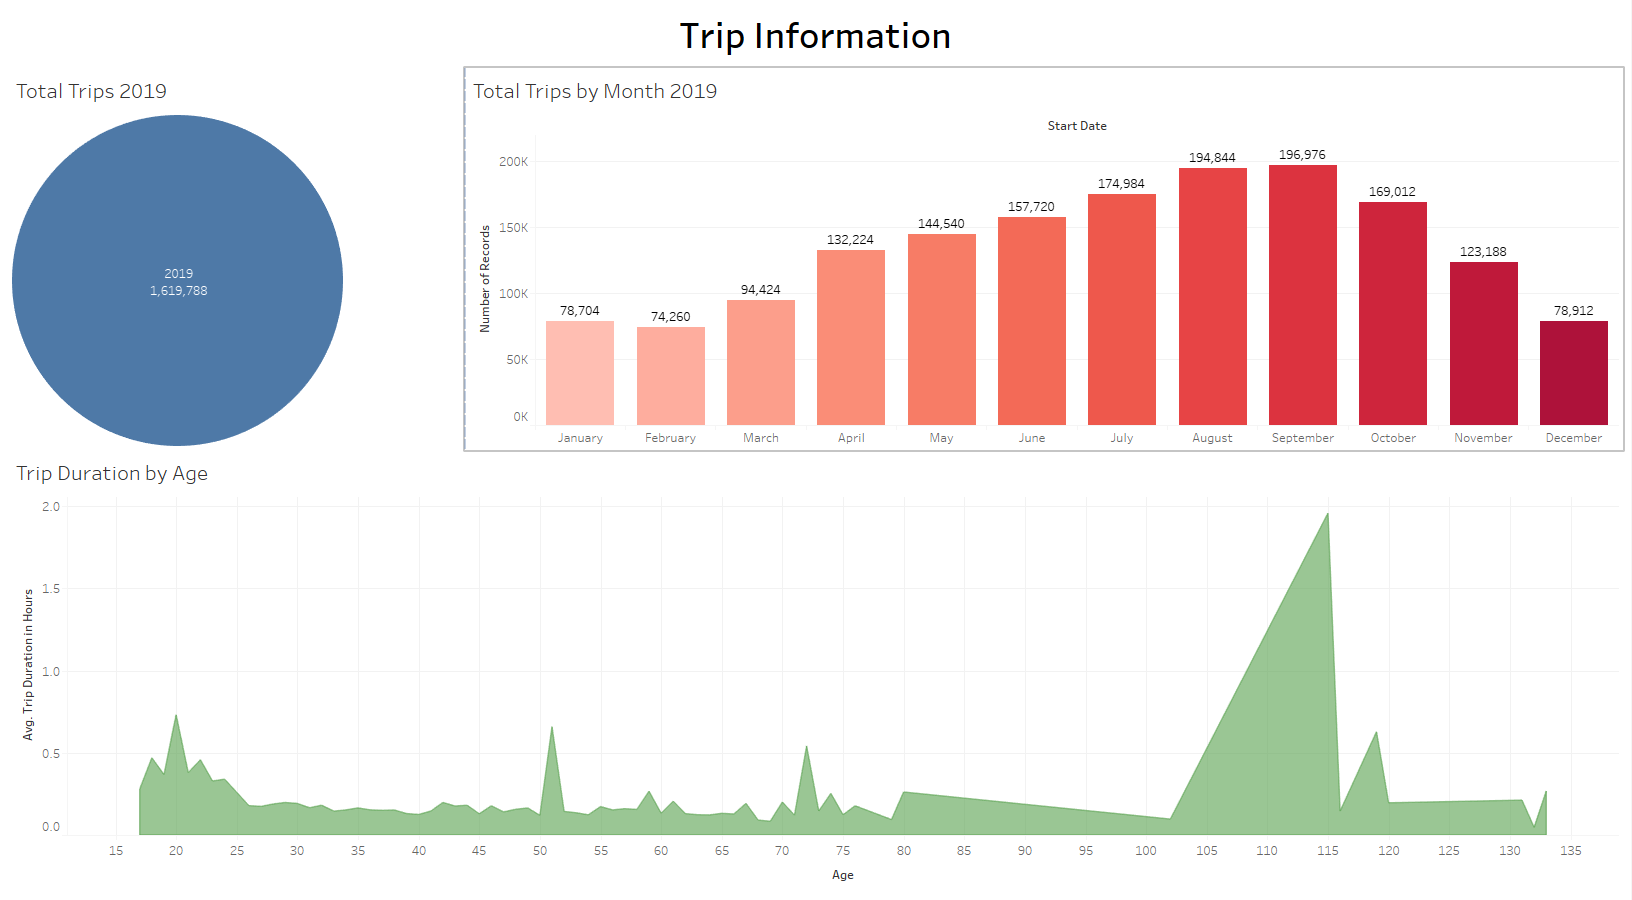 Trip Information
Total Trips 2019
2019
1,619,788
Total Trips by Month 2019
Start Date
Number of Records
200K
150K
100K
50K
0K
78,704
74,260
94,424
132,224
144,540
157,720
174,984
194,844
196,976
169,012
123,188
78,912
January February March April May June July August September October November December
Trip Duration by Age
Avg. Trip Duration in Hours
2.0
1.5
1.0
0.5
0.0
15 20 25 30 35 40 45 50 55 60 65 70 75 80 85 90 95 100 105 110 115 120 125 130 135
Age